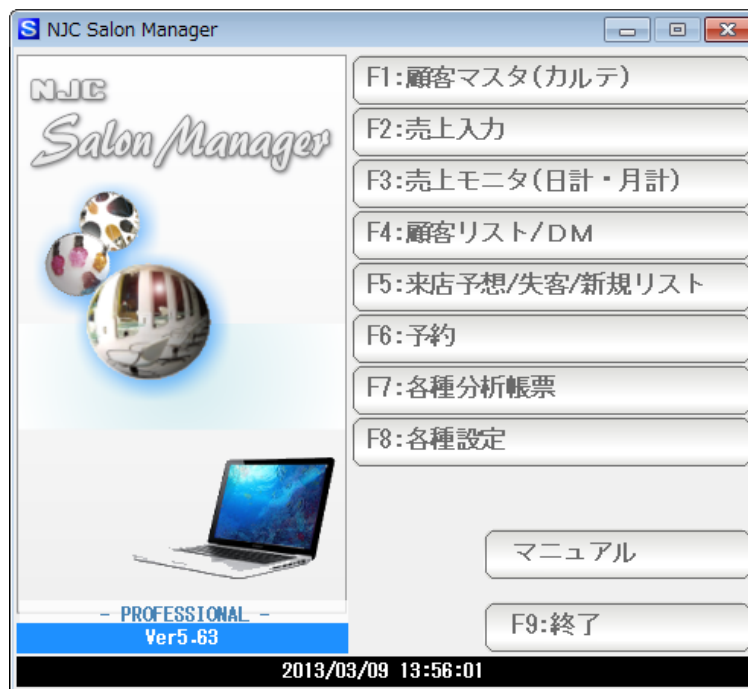 NJC Salon Manager
NJC
Salon Manager
F1:顧客マスタ(カルテ)
F2:売上入力
F3:売上モニタ(日計・月計)
F4:顧客リスト/DM
F5:来店予想/失客/新規リスト
F6:予約
F7:各種分析帳票
F8:各種設定
マニュアル
F9:終了
- PROFESSIONAL -
Ver5.63
2013/03/09 13:56:01